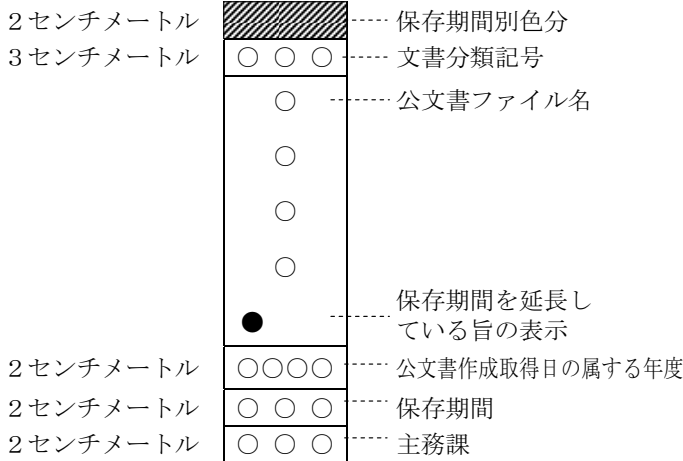 2センチメートル 保存期間別色分
3センチメートル ○ ○ ○ 文書分類記号
○ 公文書ファイル名
○
○
○
保存期間を延長し
● ている旨の表示
2センチメートル ○○○○ 公文書作成取得日の属する年度
2センチメートル ○ ○ ○ 保存期間
2センチメートル ○ ○ ○ 主務課